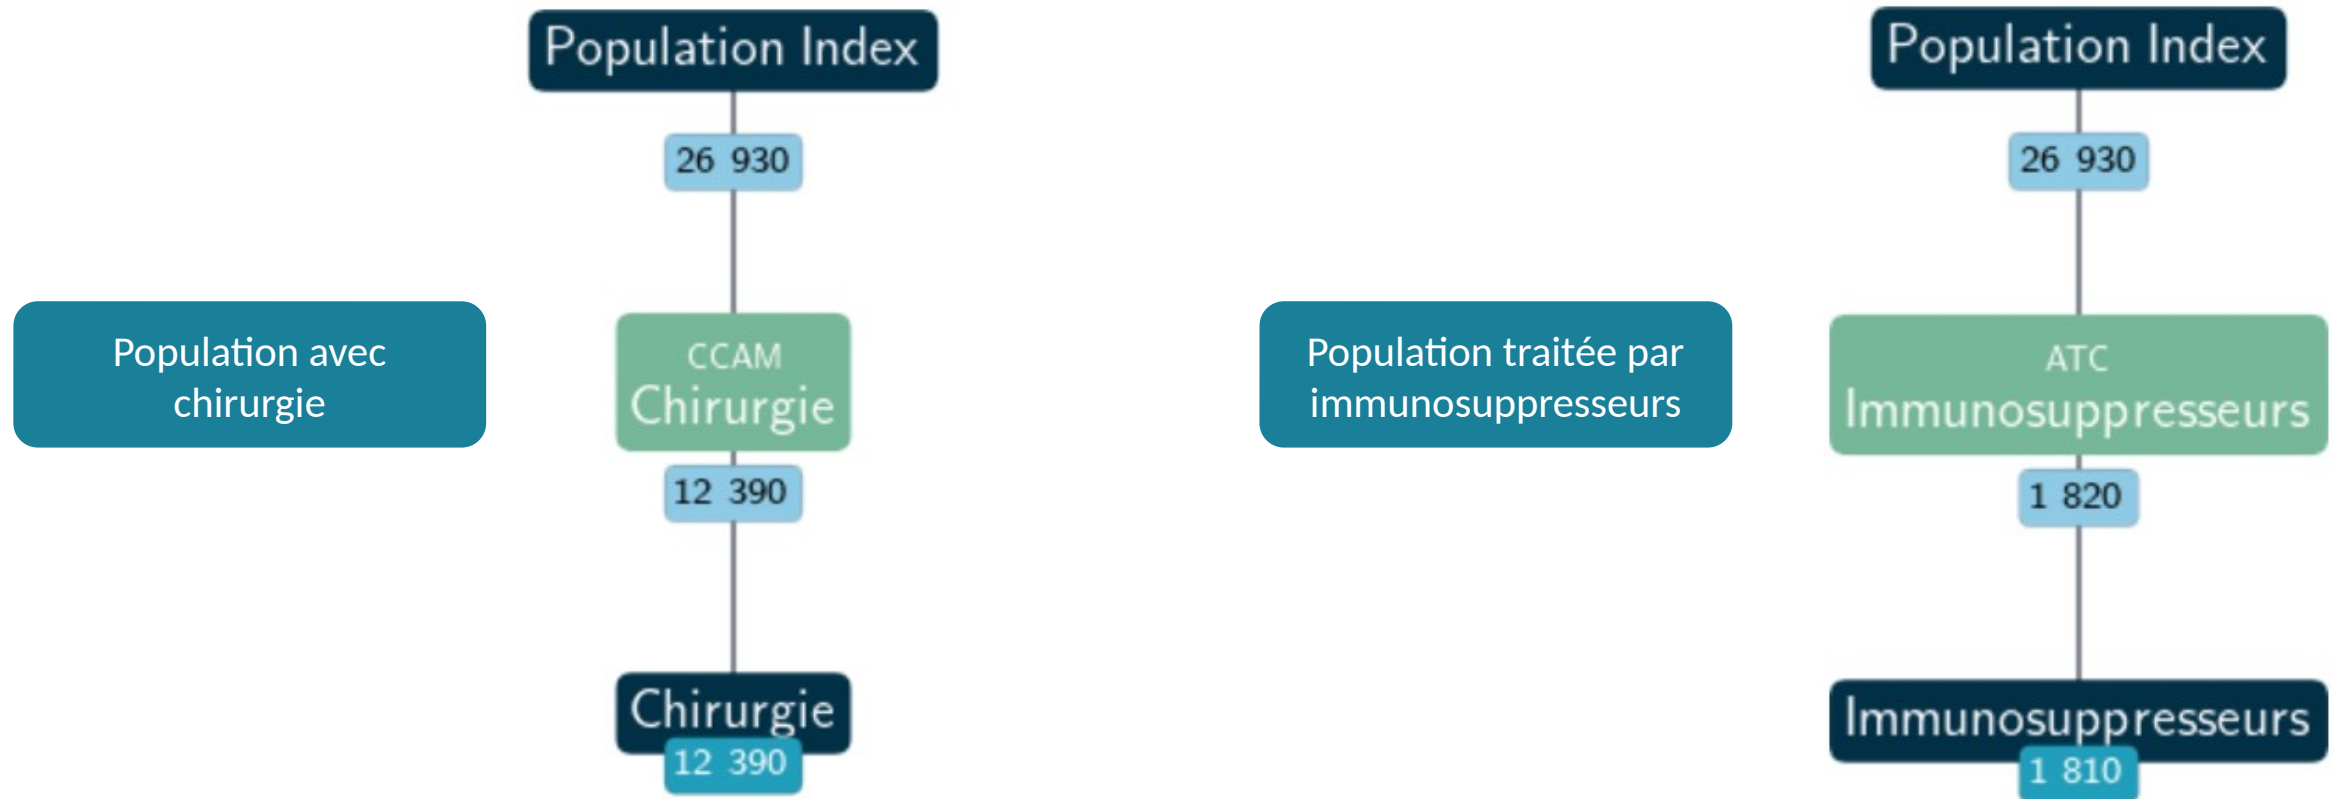 Population Index
26 930
Population avec
chirurgie
CCAM
Chirurgie
12 390
Chirurgie
12 390
Population Index
26 930
Population traitée par
immunosuppresseurs
ATC
Immunosuppresseurs
1 820
Immunosuppresseurs
1 810